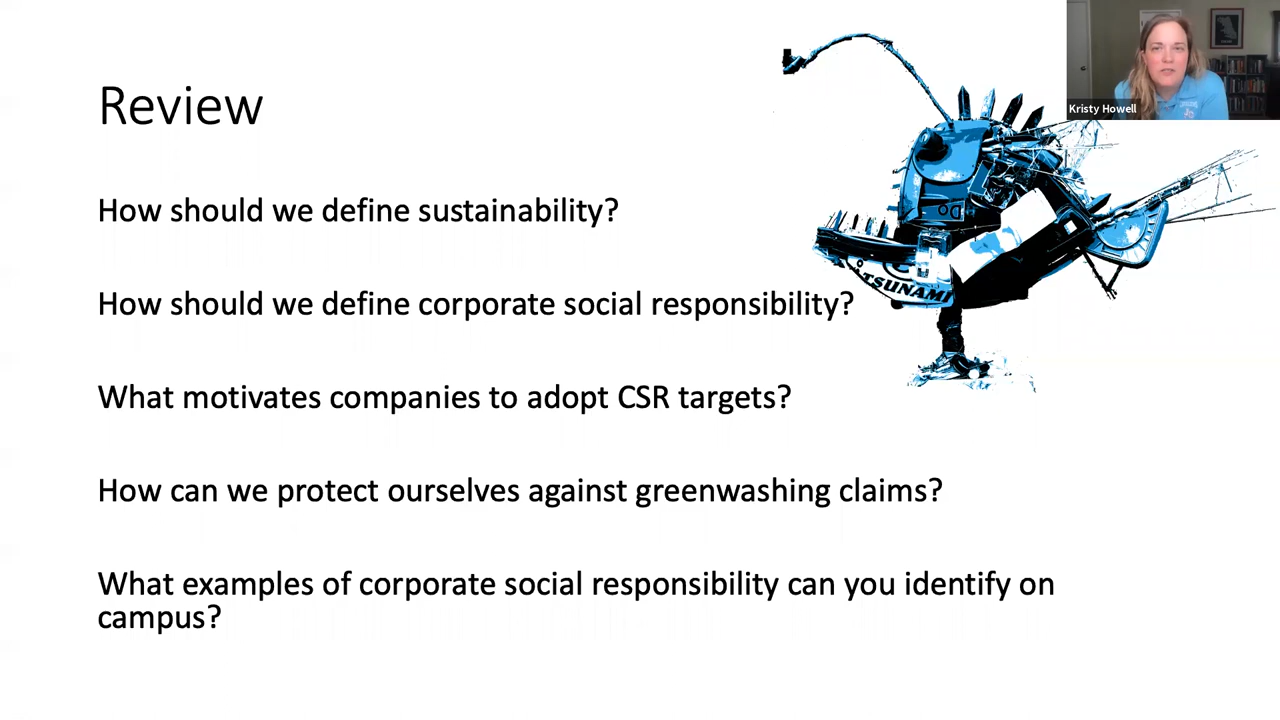 Review
Kristy Howell
How should we define sustainability?
TSUNAMI
How should we define corporate social responsibility?
What motivates companies to adopt CSR targets?
How can we protect ourselves against greenwashing claims?
What examples of corporate social responsibility can you identify on
campus?